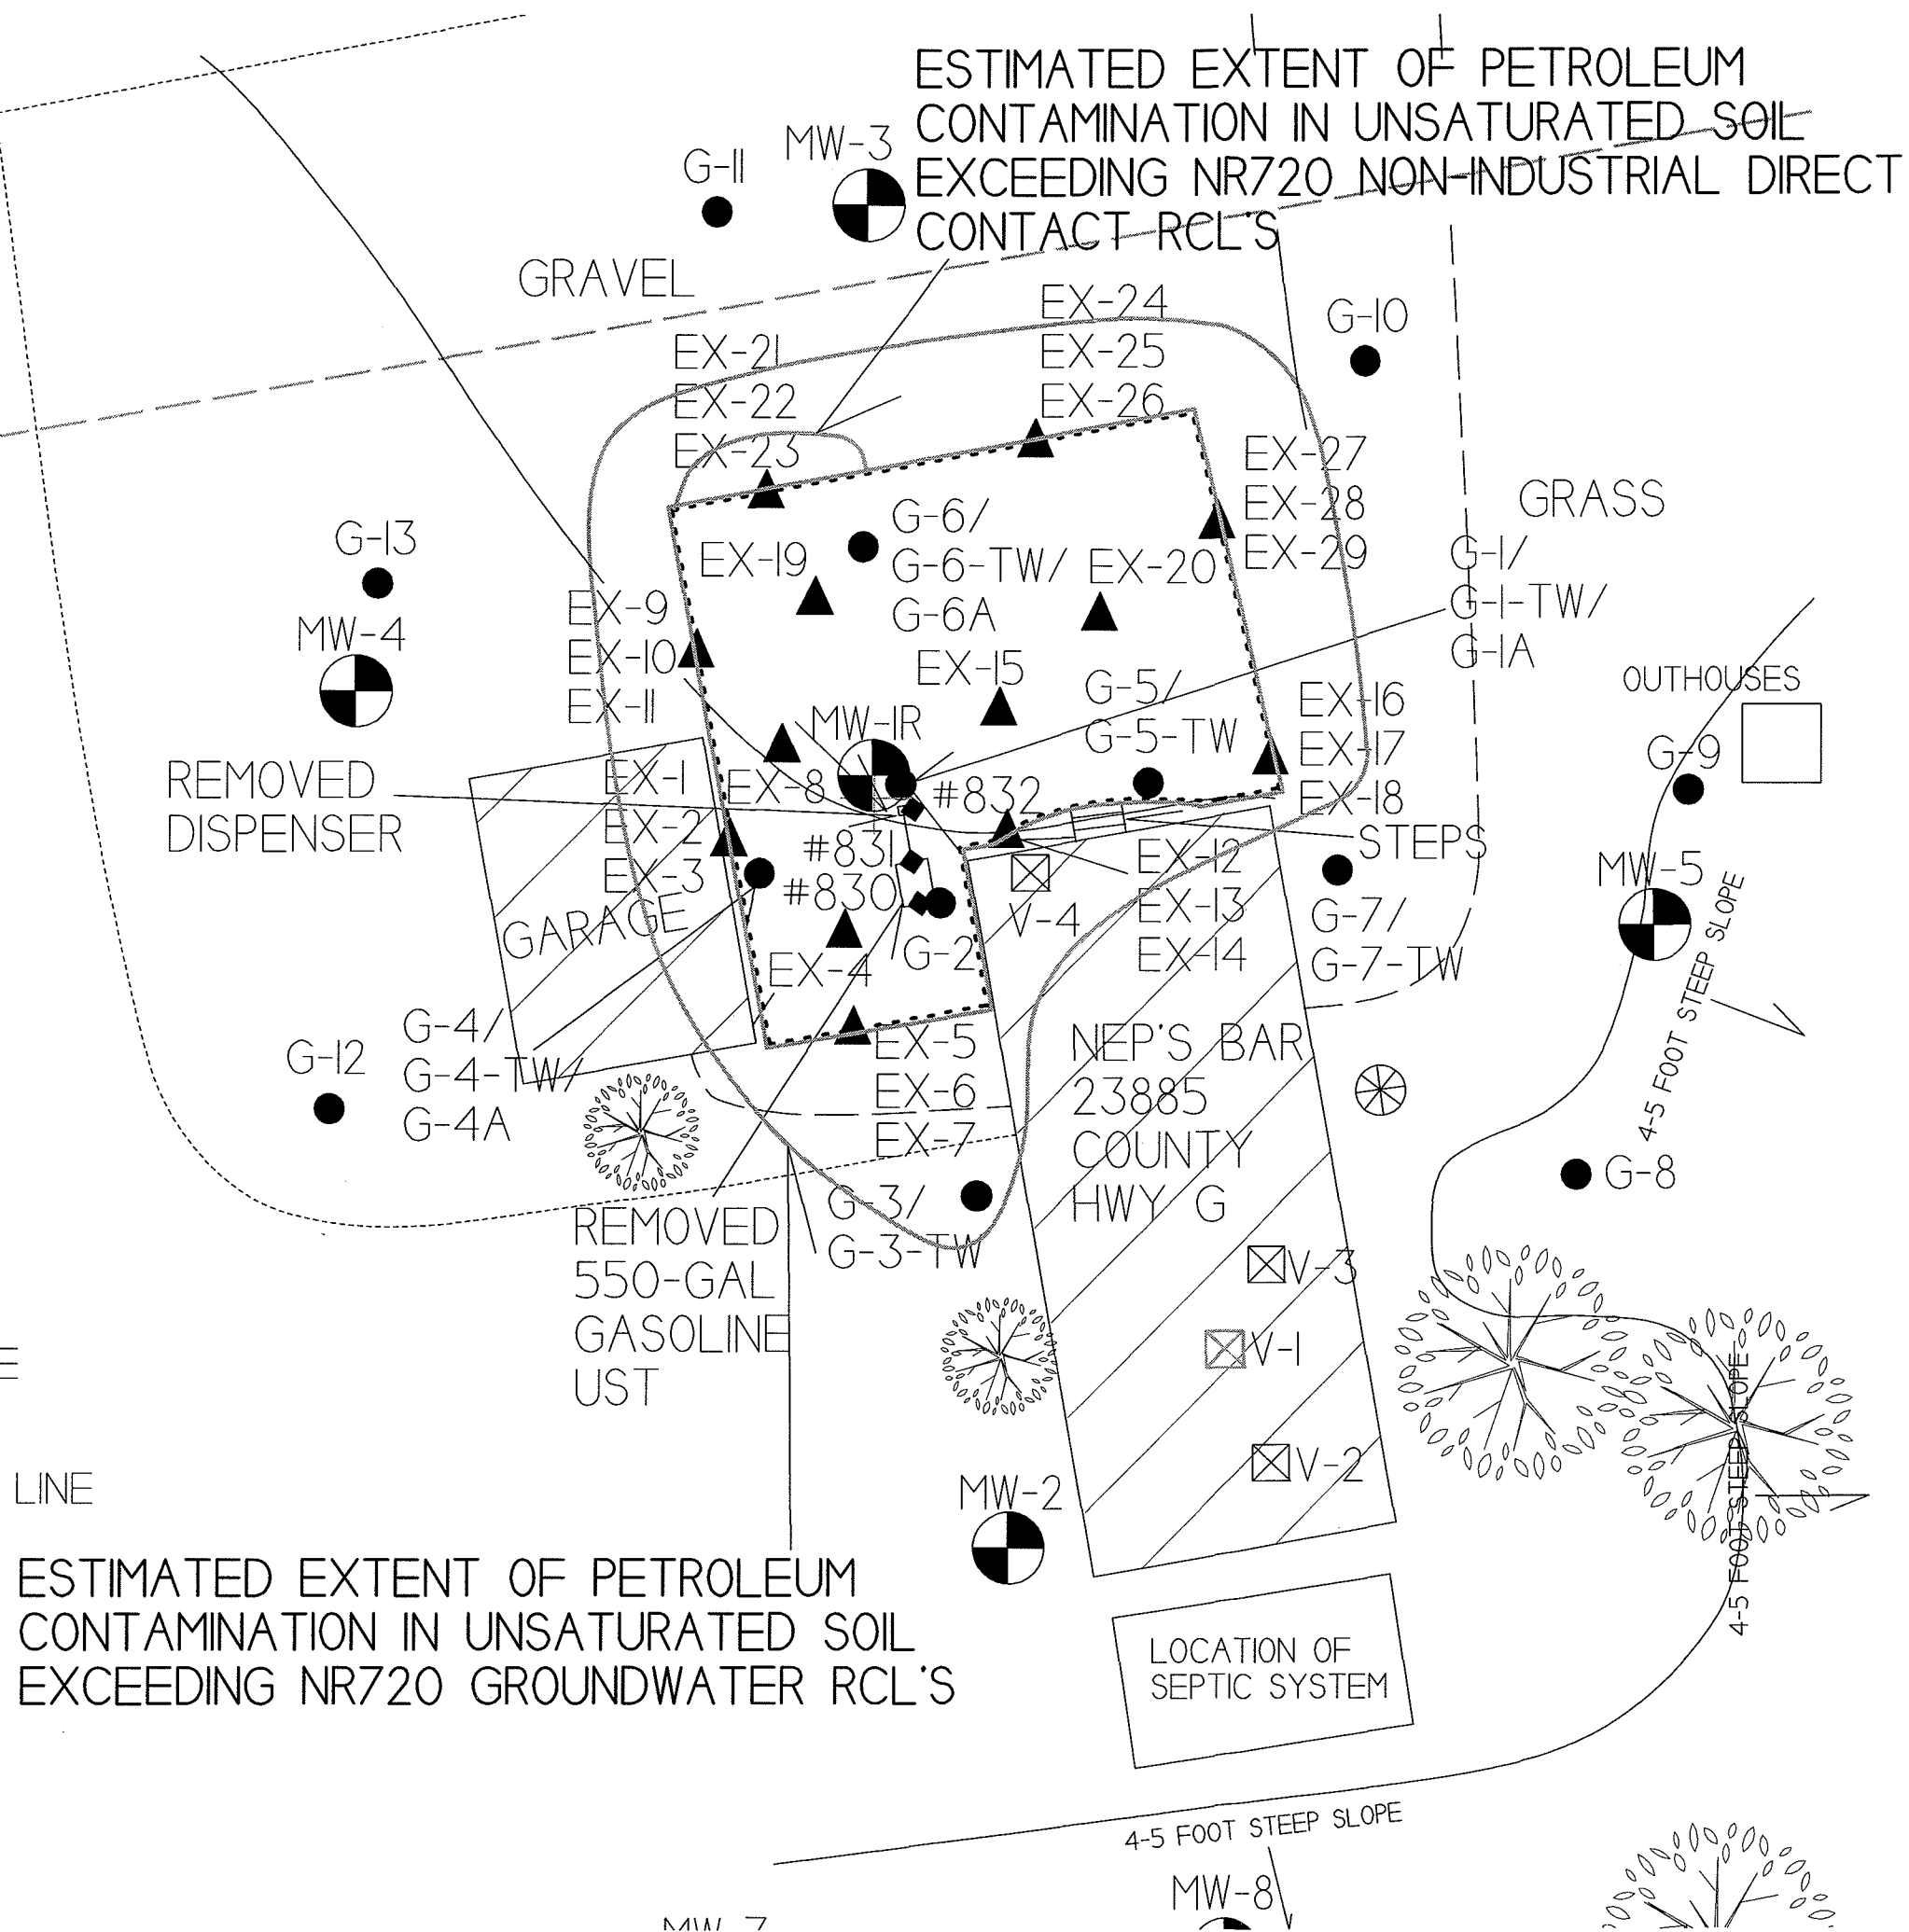 ESTIMATED EXTENT OF PETROLEUM
CONTAMINATION IN UNSATURATED SOIL
EXCEEDING NR720 NON-INDUSTRIAL DIRECT
CONTACT RCL'S
MW-3
G-11
GRAVEL
EX-24
EX-25
EX-26
G-10
EX-21
EX-22
EX-23
EX-27
EX-28
EX-29
GRASS
G-6/
G-6-TW/
G-6A
EX-19
EX-20
G-1/
G-1-TW/
G-1A
G-13
MW-4
EX-9
EX-10
EX-11
EX-15
G-5/
G-5-TW
EX-16
EX-17
EX-18
OUTHOUSES
G-9
MW-1R
REMOVED
DISPENSER
EX-1
EX-2
EX-3
EX-8
#832
#831
#830
STEPS
EX-12
EX-13
EX-14
V-4
G-7/
G-7-TW
MW-5
4-5 FOOT STEEP SLOPE
GARAGE
G-2
EX-4
G-4/
G-4-TW/
G-4A
G-12
EX-5
EX-6
EX-7
NEP'S BAR
23885
COUNTY
HWY G
G-8
G-3/
G-3-TW
REMOVED
550-GAL
GASOLINE
UST
V-3
V-1
V-2
4-5 FOOT STEEP SLOPE
E
LINE
MW-2
ESTIMATED EXTENT OF PETROLEUM
CONTAMINATION IN UNSATURATED SOIL
EXCEEDING NR720 GROUNDWATER RCL'S
LOCATION OF
SEPTIC SYSTEM
4-5 FOOT STEEP SLOPE
MW-8
MW-7